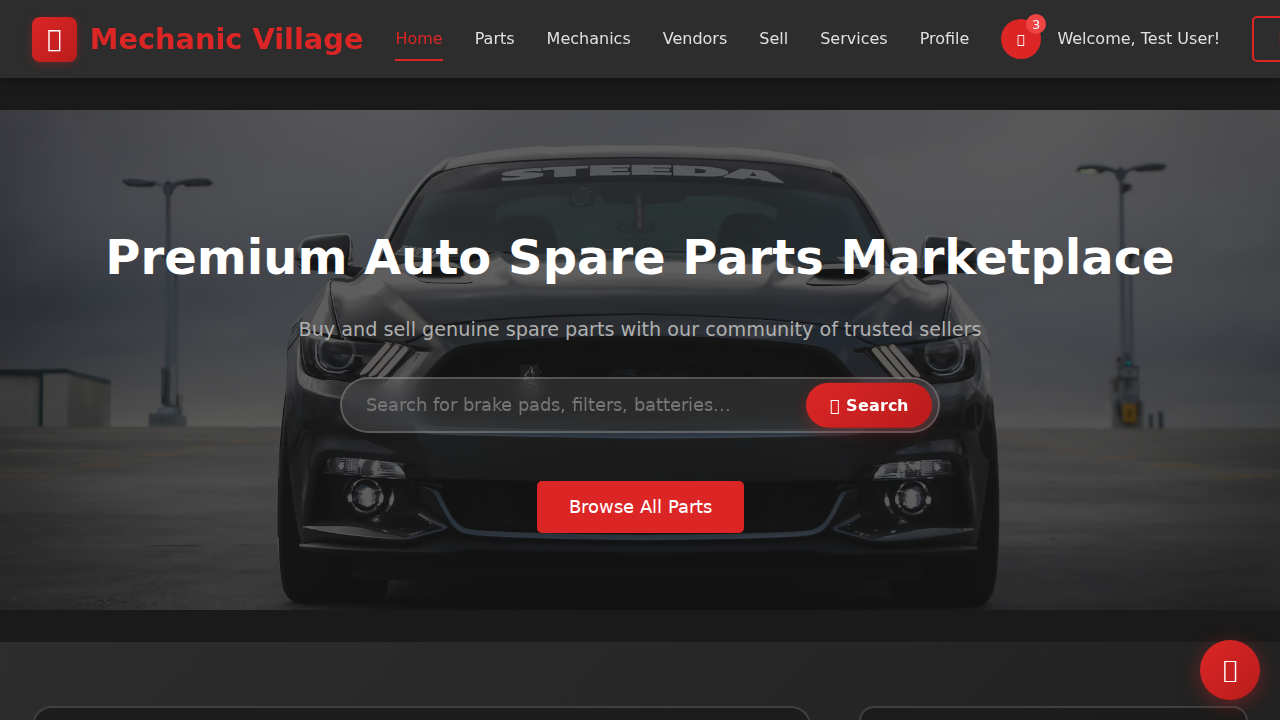 Mechanic Village
Home
Parts
Mechanics
Vendors
Sell
Services
Profile
3
Welcome, Test User!
STEEDA
Premium Auto Spare Parts Marketplace
Buy and sell genuine spare parts with our community of trusted sellers
Search for brake pads, filters, batteries...
Search
Browse All Parts